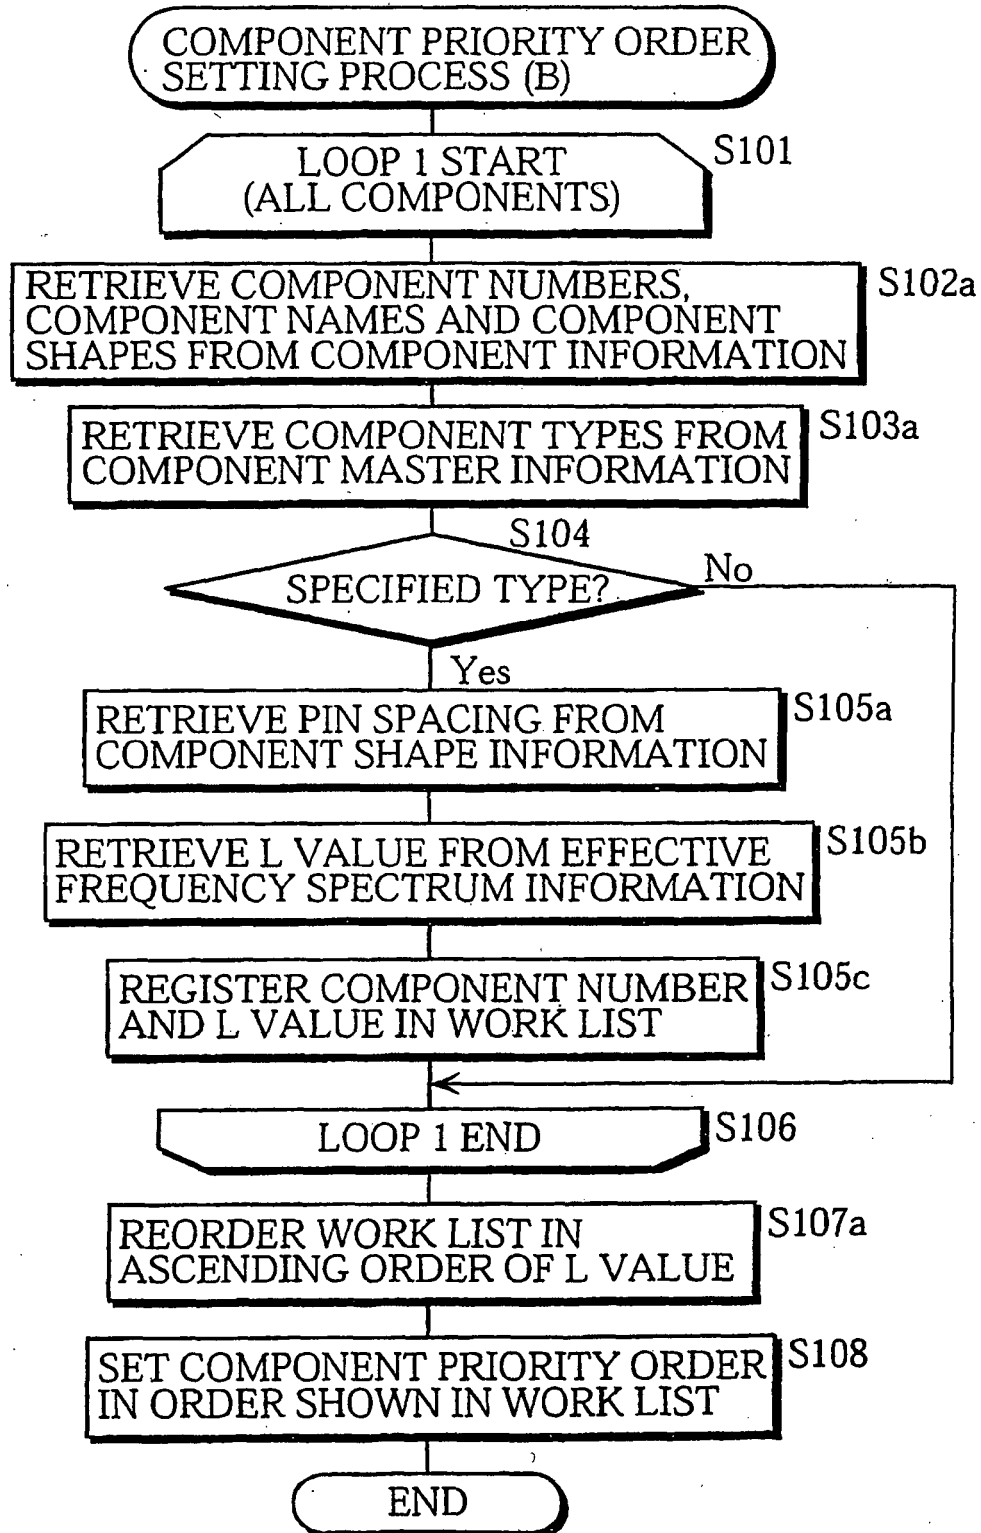 COMPONENT PRIORITY ORDER
SETTING PROCESS (B)
LOOP 1 START
(ALL COMPONENTS)
S101
RETRIEVE COMPONENT NUMBERS,
COMPONENT NAMES AND COMPONENT
SHAPES FROM COMPONENT INFORMATION
S102a
RETRIEVE COMPONENT TYPES FROM
COMPONENT MASTER INFORMATION
S103a
S104
SPECIFIED TYPE?
No
Yes
RETRIEVE PIN SPACING FROM
COMPONENT SHAPE INFORMATION
S105a
RETRIEVE L VALUE FROM EFFECTIVE
FREQUENCY SPECTRUM INFORMATION
S105b
REGISTER COMPONENT NUMBER
AND L VALUE IN WORK LIST
S105c
LOOP 1 END
S106
REORDER WORK LIST IN
ASCENDING ORDER OF L VALUE
S107a
SET COMPONENT PRIORITY ORDER
IN ORDER SHOWN IN WORK LIST
S108
END